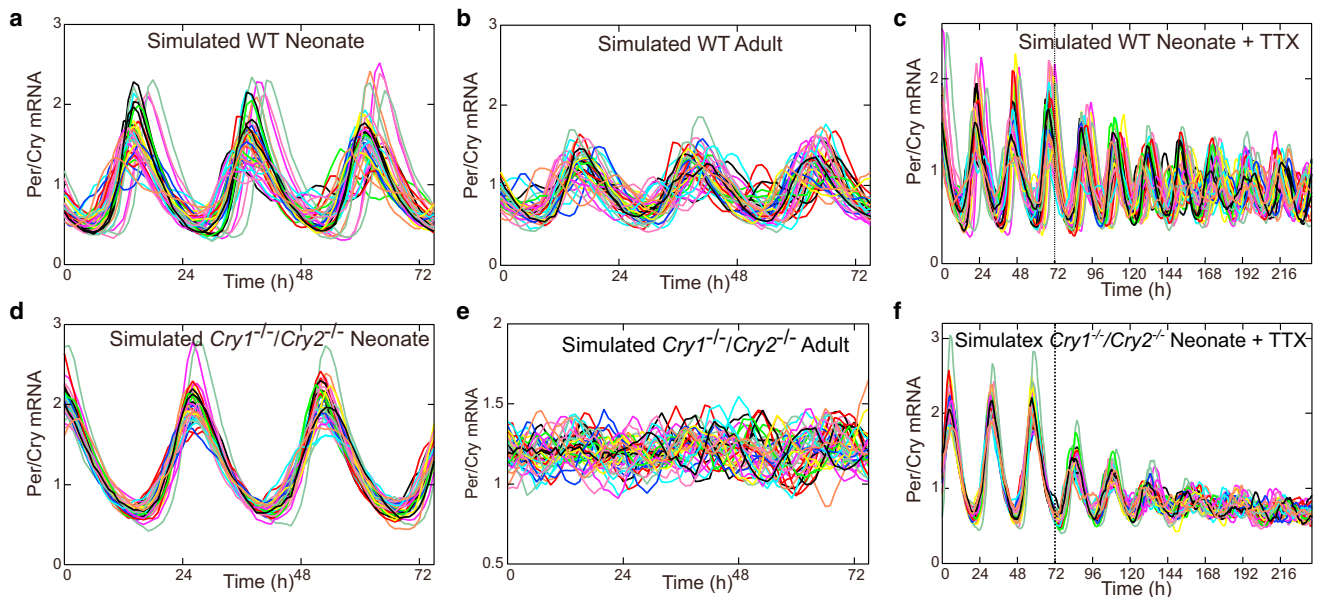 a
Simulated WT Neonate
Per/Cry mRNA
3
2
1
0
0 24 48 72
Time (h)
b
Simulated WT Adult
Per/Cry mRNA
3
2
1
0
0 24 48 72
Time (h)
c
Simulated WT Neonate + TTX
Per/Cry mRNA
2
1
0
0 24 48 72 96 120 144 168 192 216
Time (h)
d
Simulated Cry1-/-/Cry2-/- Neonate
Per/Cry mRNA
3
2
1
0
0 24 48 72
Time (h)
e
Simulated Cry1-/-/Cry2-/- Adult
Per/Cry mRNA
2
1.5
1
0.5
0 24 48 72
Time (h)
f
Simulatex Cry1-/-/Cry2-/- Neonate + TTX
Per/Cry mRNA
3
2
1
0
0 24 48 72 96 120 144 168 192 216
Time (h)